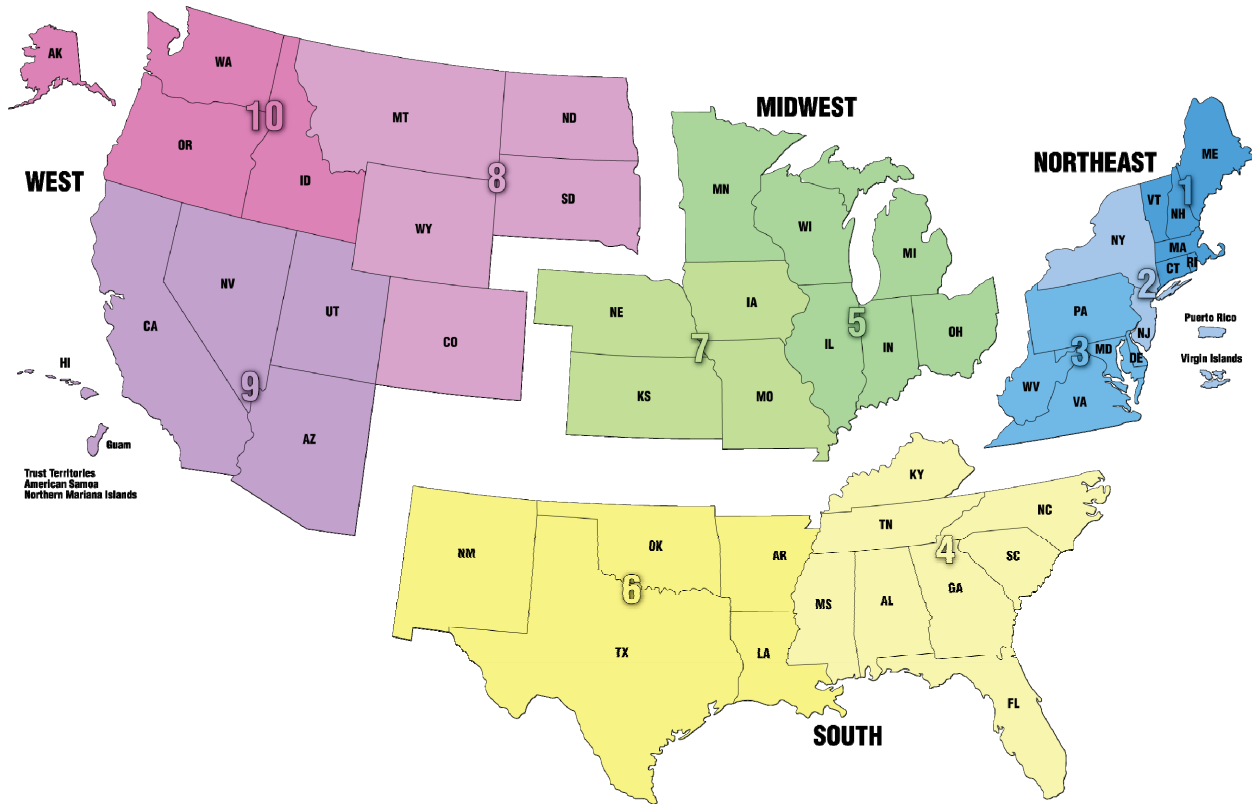 AK
WA
10
OR
ID
WEST
MT
ND
8
SD
WY
CO
NV
UT
CA
9
AZ
HI
Guam
Trust Territories
American Samoa
Northern Mariana Islands
MIDWEST
MN
WI
MI
IA
NE
7
5
IL
IN
OH
KS
MO
NORTHEAST
ME
1
VT
NH
NY
MA
CT
RI
2
PA
NJ
3
MD
DE
WV
VA
Puerto Rico
Virgin Islands
KY
TN
NC
4
SC
MS
AL
GA
FL
NM
OK
AR
6
TX
LA
SOUTH